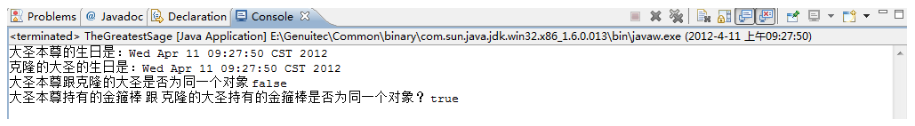 Problems @ Javadoc Declaration Console
<terminated> TheGreatestSage [Java Application] E:\Genuitec\Common\binary\com.sun.java.jdk.win32.x86_1.6.0.013\bin\javaw.exe (2012-4-11 上午09:27:50)
大圣本尊的生日是：Wed Apr 11 09:27:50 CST 2012
克隆的大圣的生日是：Wed Apr 11 09:27:50 CST 2012
大圣本尊跟克隆的大圣是否为同一个对象 false
大圣本尊持有的金箍棒 跟 克隆的大圣持有的金箍棒是否为同一个对象？ true